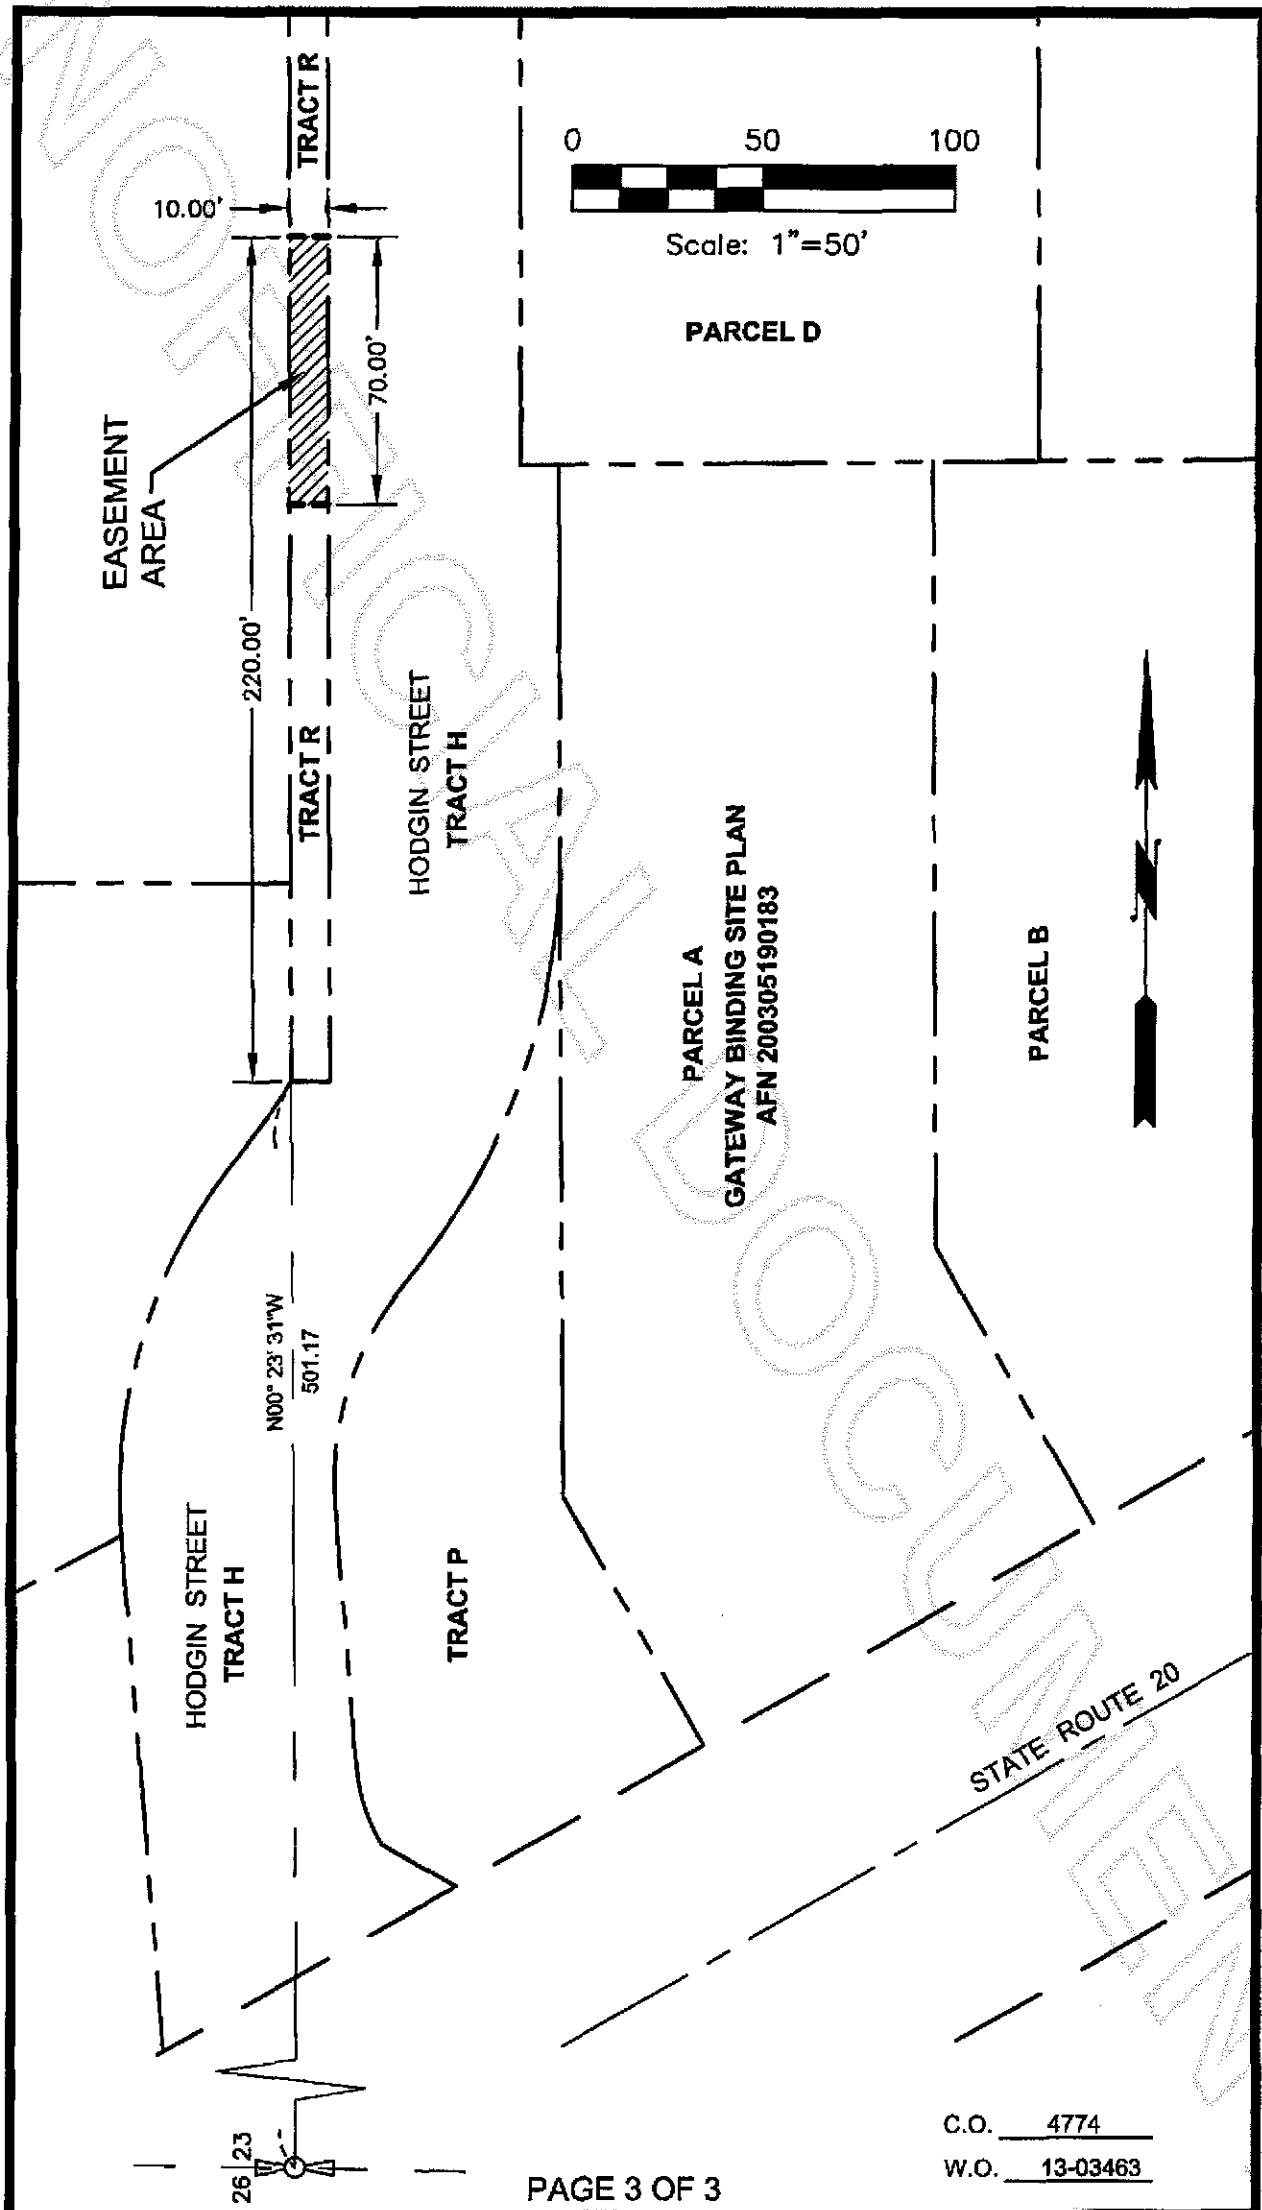 TRACT R
0 50 100
10.00'
Scale: 1"=50'
PARCEL D
70.00'
EASEMENT
AREA
220.00'
TRACT R
HODGIN STREET
TRACT H
PARCEL A
GATEWAY BINDING SITE PLAN
AFN 200305190183
PARCEL B
N
N00° 23' 31"W
501.17
HODGIN STREET
TRACT H
TRACT P
STATE ROUTE 20
26 23
C.O. 4774
W.O. 13-03463
PAGE 3 OF 3
UNOFFICIAL DOCUMEN